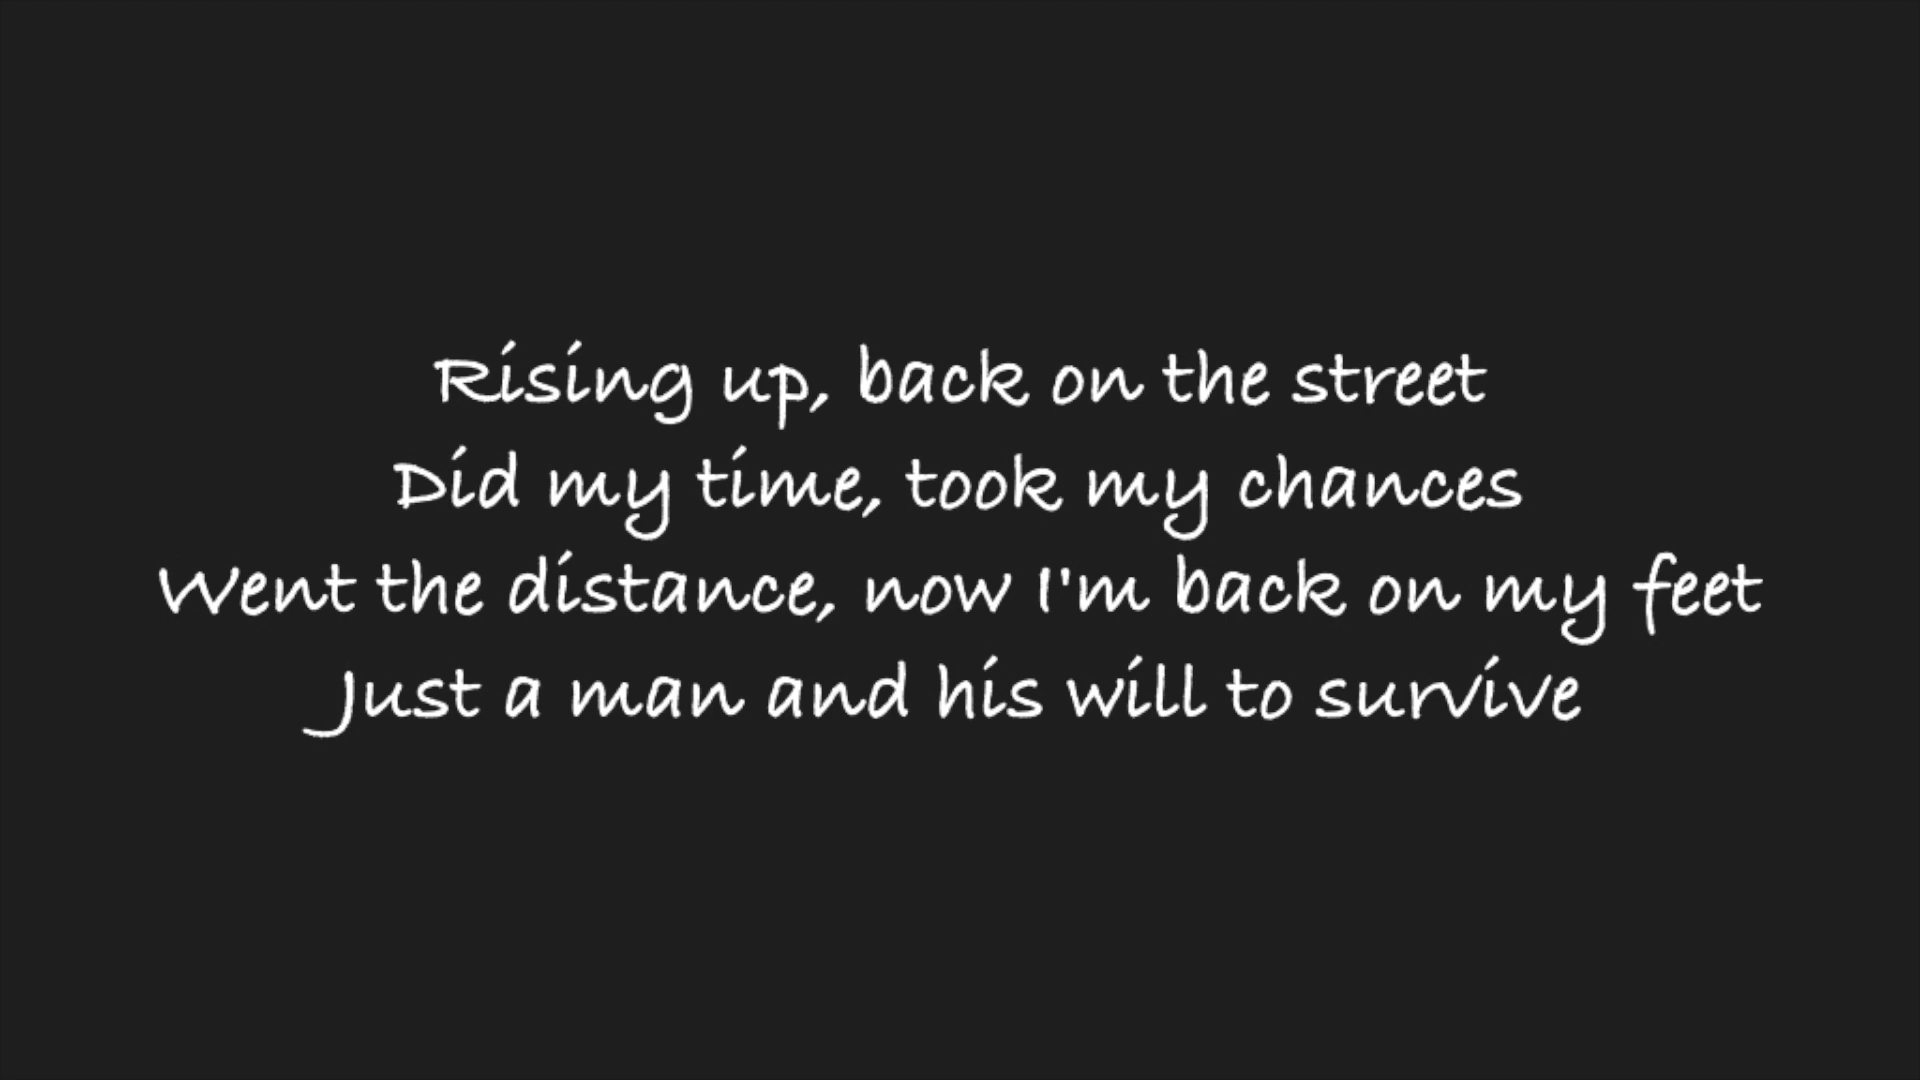 Rising up, back on the street
Did my time, took my chances
Went the distance, now I'm back on my feet
Just a man and his will to survive